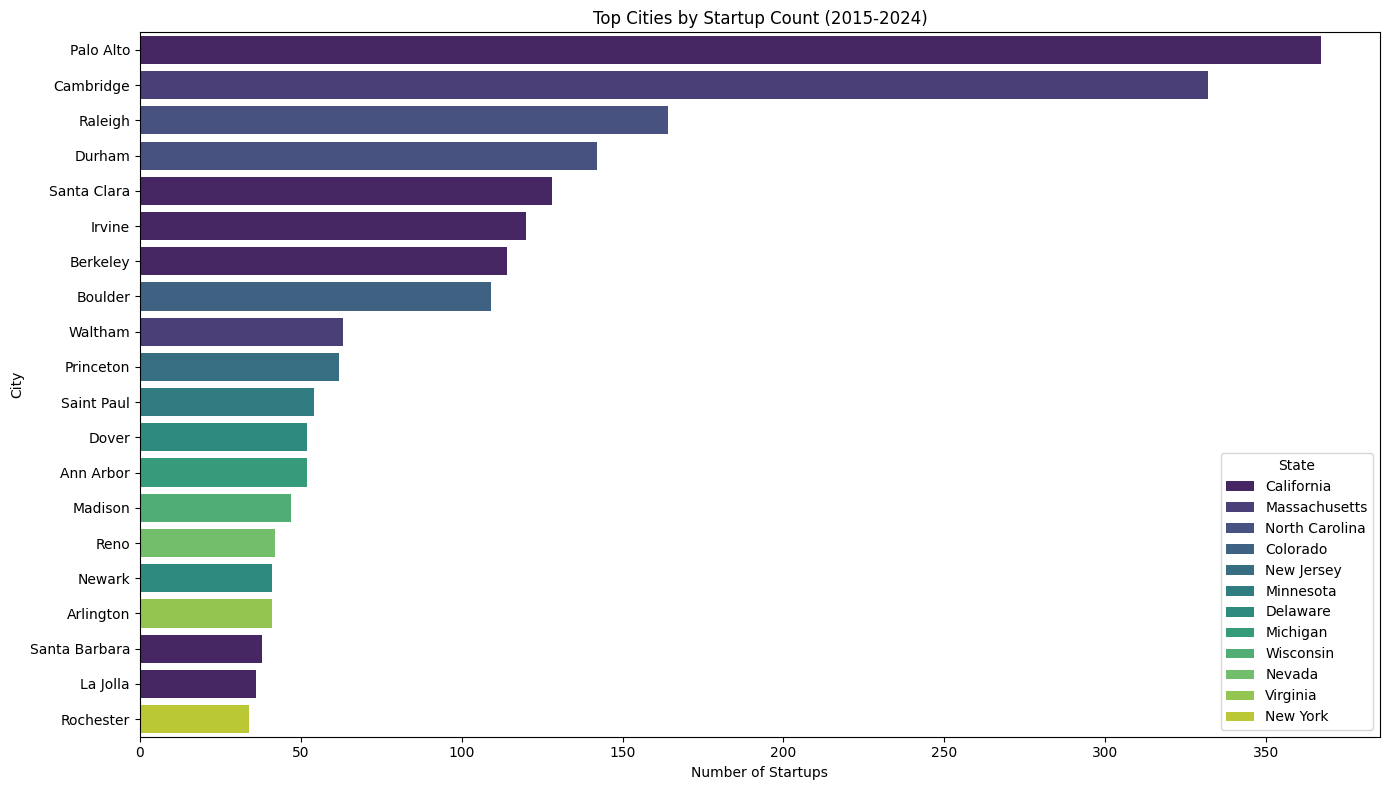 Top Cities by Startup Count (2015-2024)
City
Palo Alto
Cambridge
Raleigh
Durham
Santa Clara
Irvine
Berkeley
Boulder
Waltham
Princeton
Saint Paul
Dover
Ann Arbor
Madison
Reno
Newark
Arlington
Santa Barbara
La Jolla
Rochester
State
California
Massachusetts
North Carolina
Colorado
New Jersey
Minnesota
Delaware
Michigan
Wisconsin
Nevada
Virginia
New York
0 50 100 150 200 250 300 350
Number of Startups